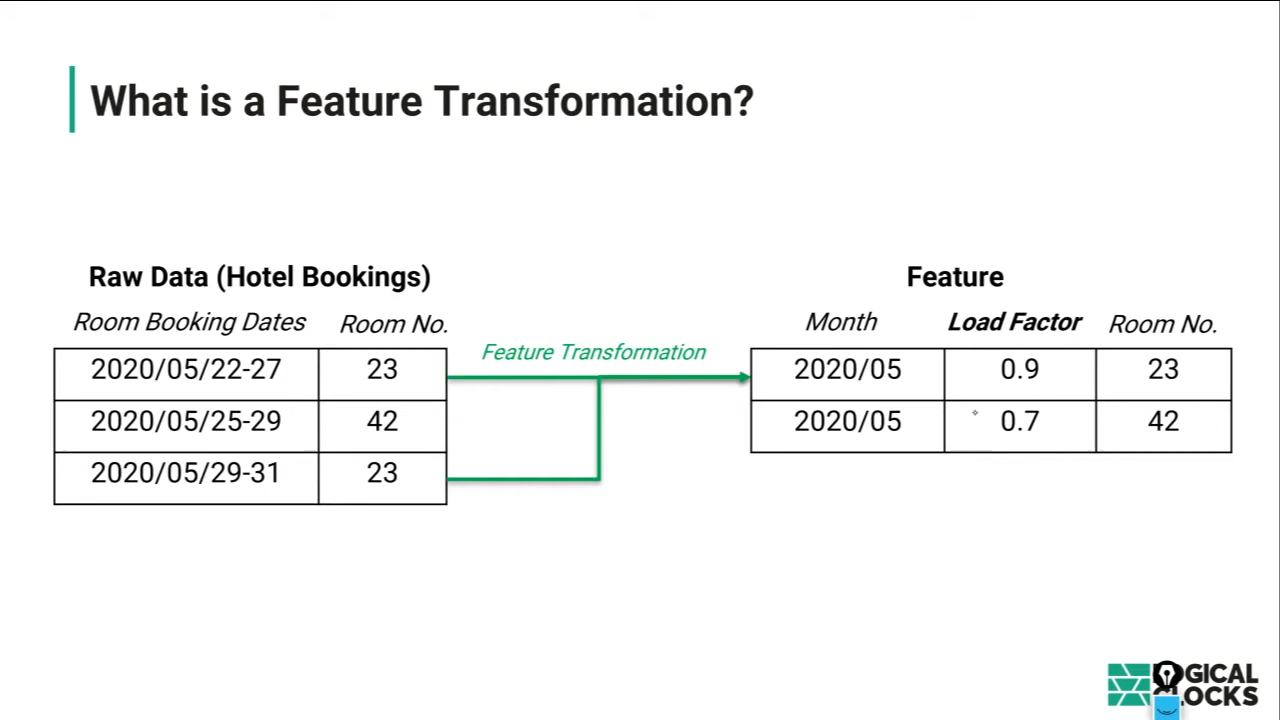 What is a Feature Transformation?
Raw Data (Hotel Bookings)
Room Booking Dates Room No.
2020/05/22-27 23
2020/05/25-29 42
2020/05/29-31 23
Feature Transformation
Feature
Month Load Factor Room No.
2020/05 0.9 23
2020/05 0.7 42
LOGICAL
CLOCKS